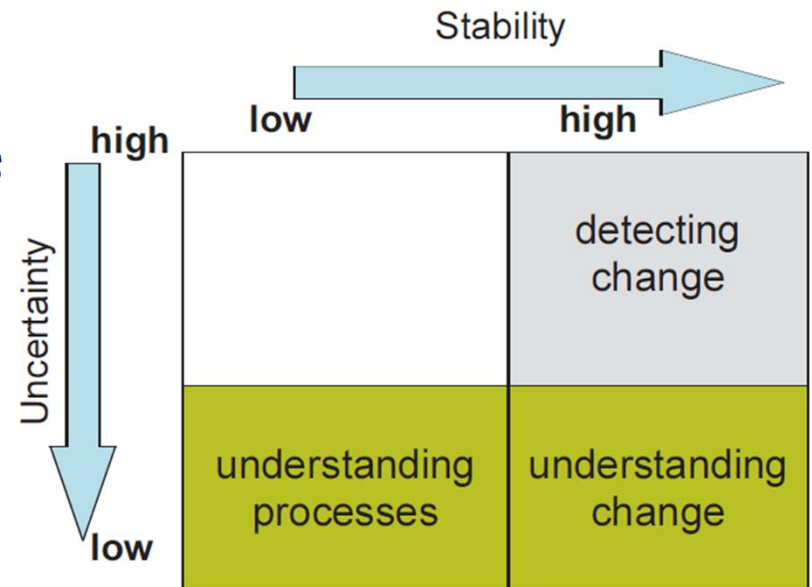 Stability
low high
high
Uncertainty
detecting
change
understanding
processes
understanding
change
low